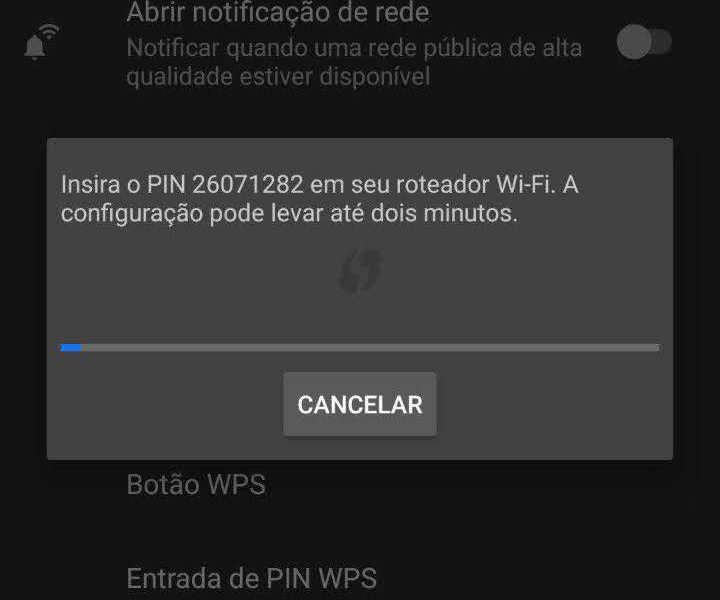 Abrir notificação de rede
Notificar quando uma rede pública de alta
qualidade estiver disponível
Insira o PIN 26071282 em seu roteador Wi-Fi. A
configuração pode levar até dois minutos.
CANCELAR
Botão WPS
Entrada de PIN WPS